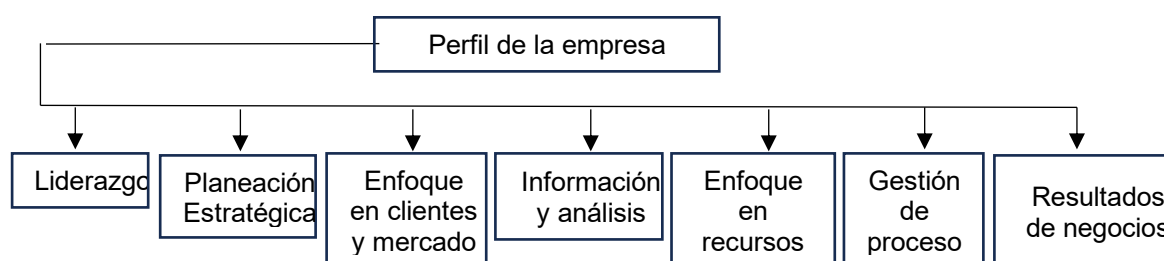 Perfil de la empresa
Liderazgo
Planeación
Estratégica
Enfoque
en clientes
y mercado
Información
y análisis
Enfoque
en
recursos
Gestión
de
proceso
Resultados
de negocios